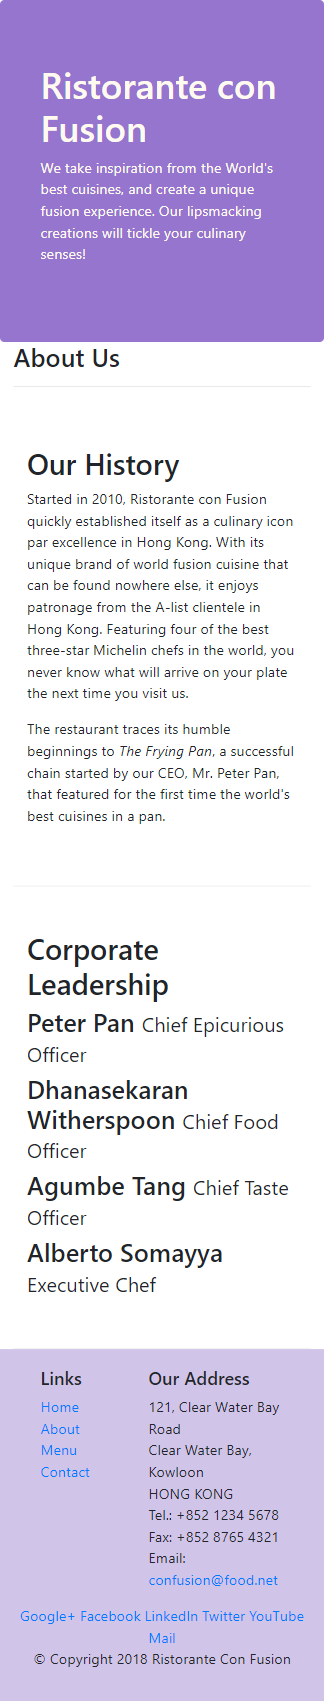 Ristorante con
Fusion
We take inspiration from the World's
best cuisines, and create a unique
fusion experience. Our lipsmacking
creations will tickle your culinary
senses!
About Us
Our History
Started in 2010, Ristorante con Fusion
quickly established itself as a culinary icon
par excellence in Hong Kong. With its
unique brand of world fusion cuisine that
can be found nowhere else, it enjoys
patronage from the A-list clientele in
Hong Kong. Featuring four of the best
three-star Michelin chefs in the world, you
never know what will arrive on your plate
the next time you visit us.
The restaurant traces its humble
beginnings to The Frying Pan, a successful
chain started by our CEO, Mr. Peter Pan,
that featured for the first time the world's
best cuisines in a pan.
Corporate
Leadership
Peter Pan Chief Epicurious
Officer
Dhanasekaran
Witherspoon Chief Food
Officer
Agumbe Tang Chief Taste
Officer
Alberto Somayya
Executive Chef
Links
Home
About
Menu
Contact
Our Address
121, Clear Water Bay
Road
Clear Water Bay,
Kowloon
HONG KONG
Tel.: +852 1234 5678
Fax: +852 8765 4321
Email:
confusion@food.net
Google+ Facebook LinkedIn Twitter YouTube
Mail
© Copyright 2018 Ristorante Con Fusion